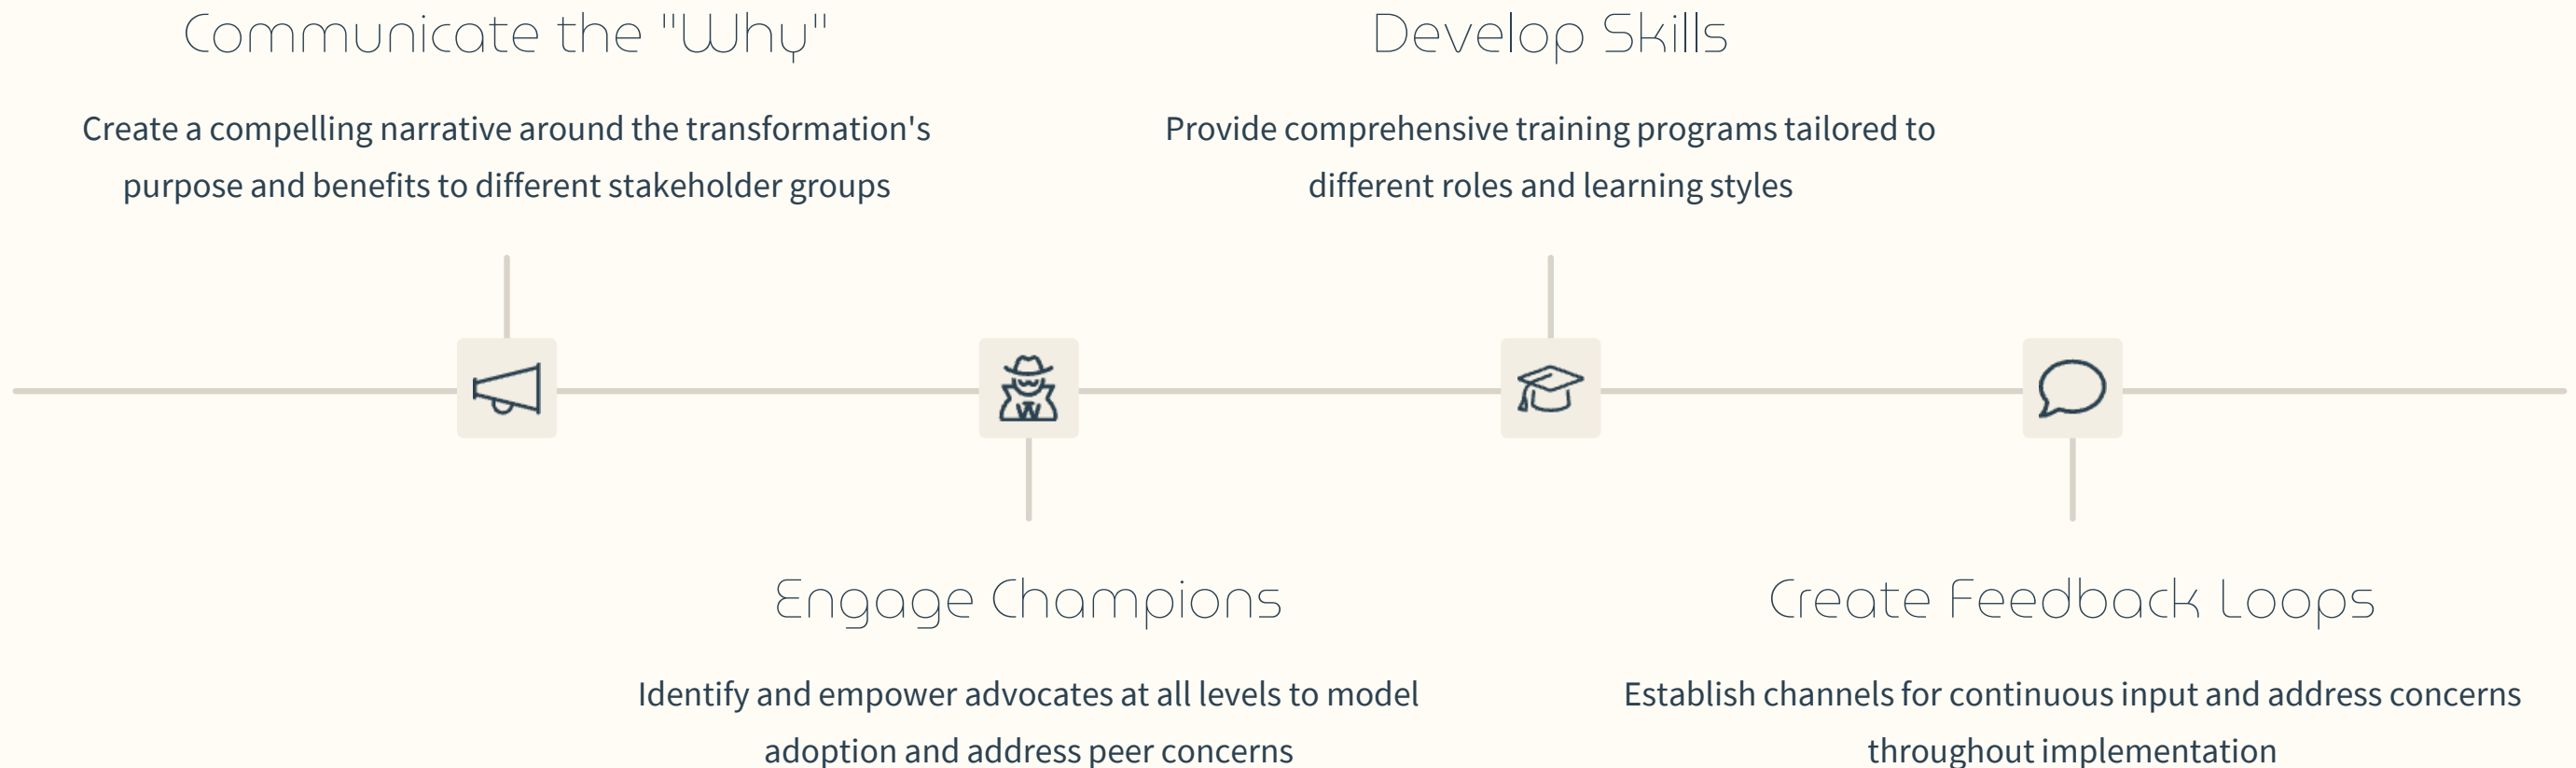 Communicate the "Why"
Create a compelling narrative around the transformation's
purpose and benefits to different stakeholder groups
Engage Champions
Identify and empower advocates at all levels to model
adoption and address peer concerns
Develop Skills
Provide comprehensive training programs tailored to
different roles and learning styles
Create Feedback Loops
Establish channels for continuous input and address concerns
throughout implementation